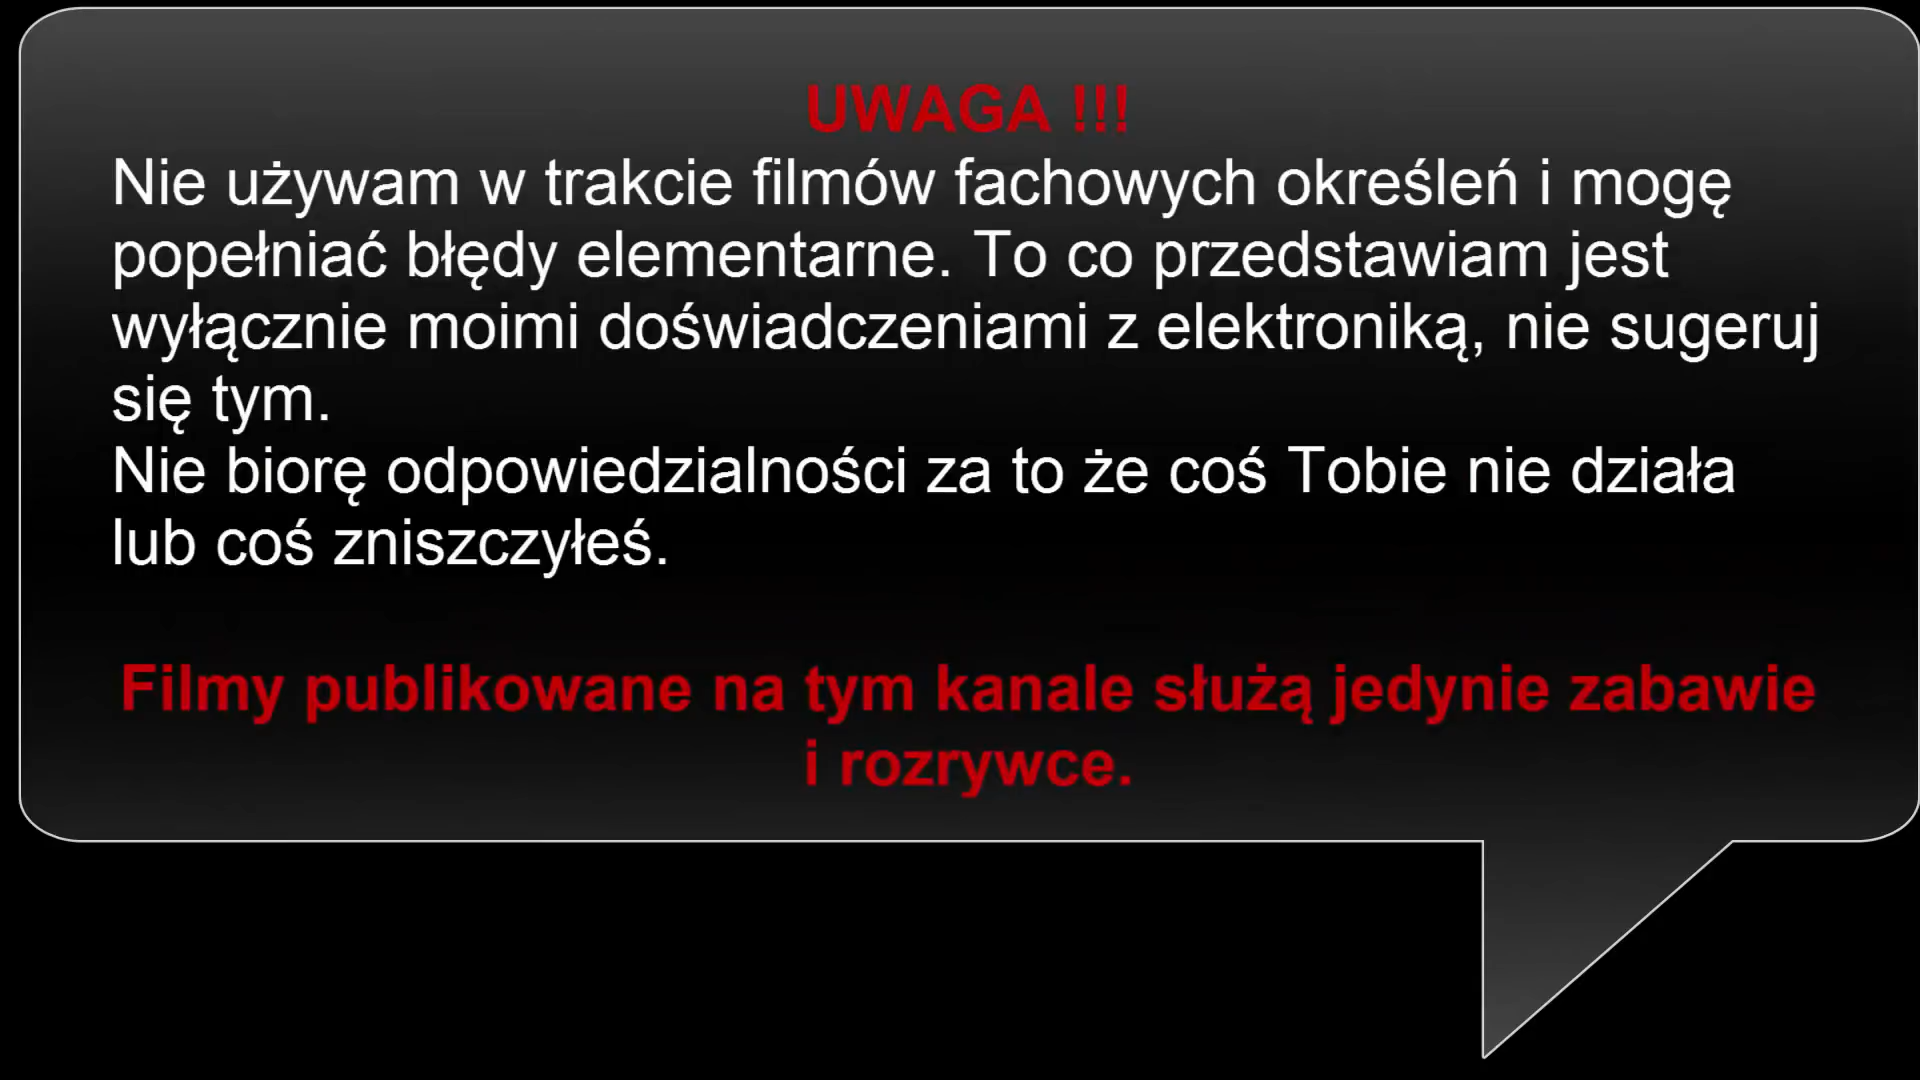 UWAGA !!!
Nie używam w trakcie filmów fachowych określeń i mogę
popełniać błędy elementarne. To co przedstawiam jest
wyłącznie moimi doświadczeniami z elektroniką, nie sugeruj
się tym.
Nie biorę odpowiedzialności za to że coś Tobie nie działa
lub coś zniszczyłeś.
Filmy publikowane na tym kanale służą jedynie zabawie
i rozrywce.